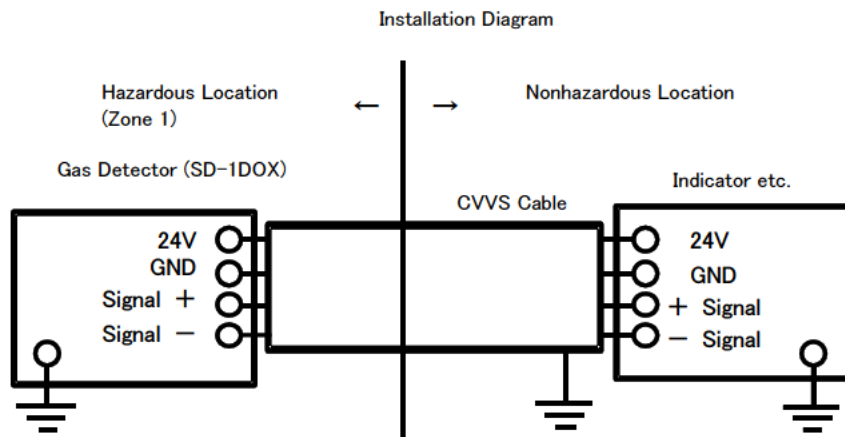 Installation Diagram
Hazardous Location
(Zone 1)
← →
Nonhazardous Location
Gas Detector (SD-1DOX)
CVVS Cable
Indicator etc.
24V
GND
Signal +
Signal −
24V
GND
+ Signal
− Signal